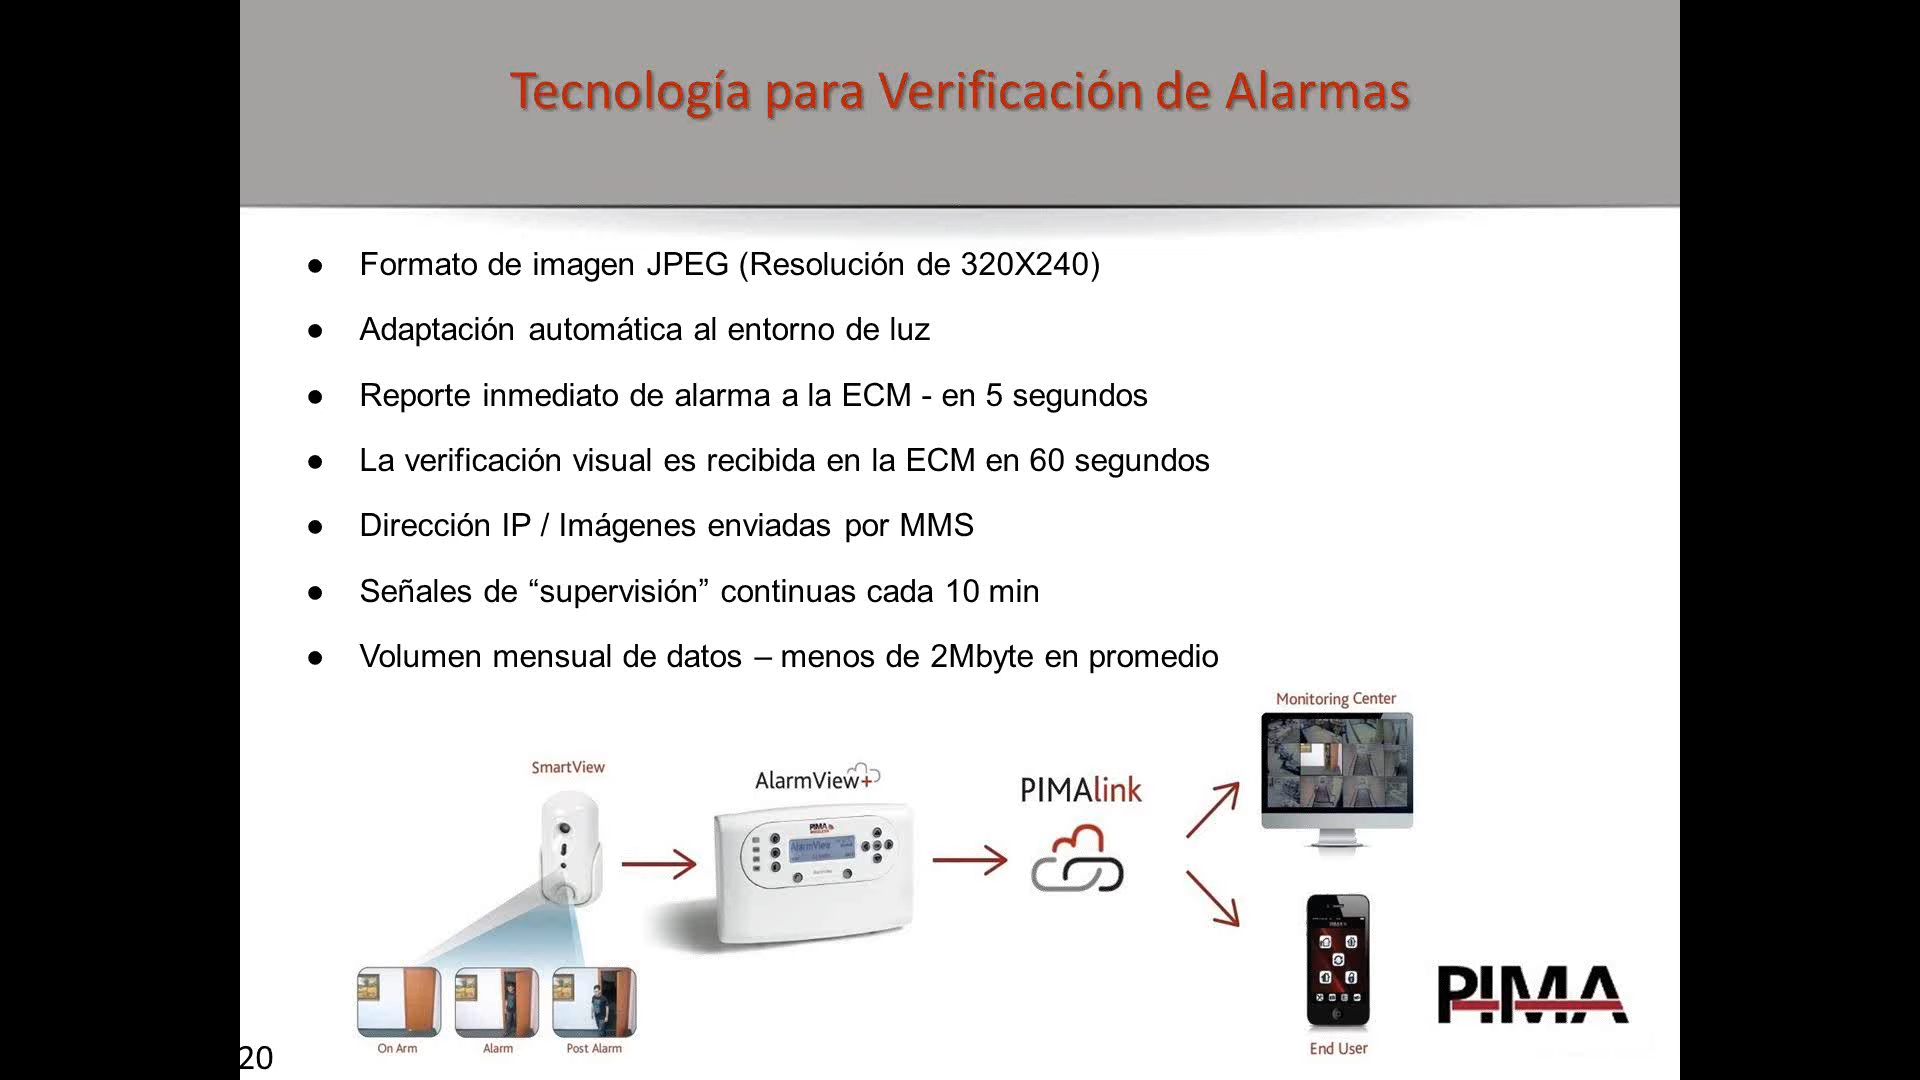 Tecnología para Verificación de Alarmas
● Formato de imagen JPEG (Resolución de 320X240)
● Adaptación automática al entorno de luz
● Reporte inmediato de alarma a la ECM - en 5 segundos
● La verificación visual es recibida en la ECM en 60 segundos
● Dirección IP / Imágenes enviadas por MMS
● Señales de “supervisión” continuas cada 10 min
● Volumen mensual de datos – menos de 2Mbyte en promedio
Monitoring Center
SmartView
AlarmView+
PIMAlink
PIMA
AlarmView
On Arm
Alarm
Post Alarm
End User
PIMA
20